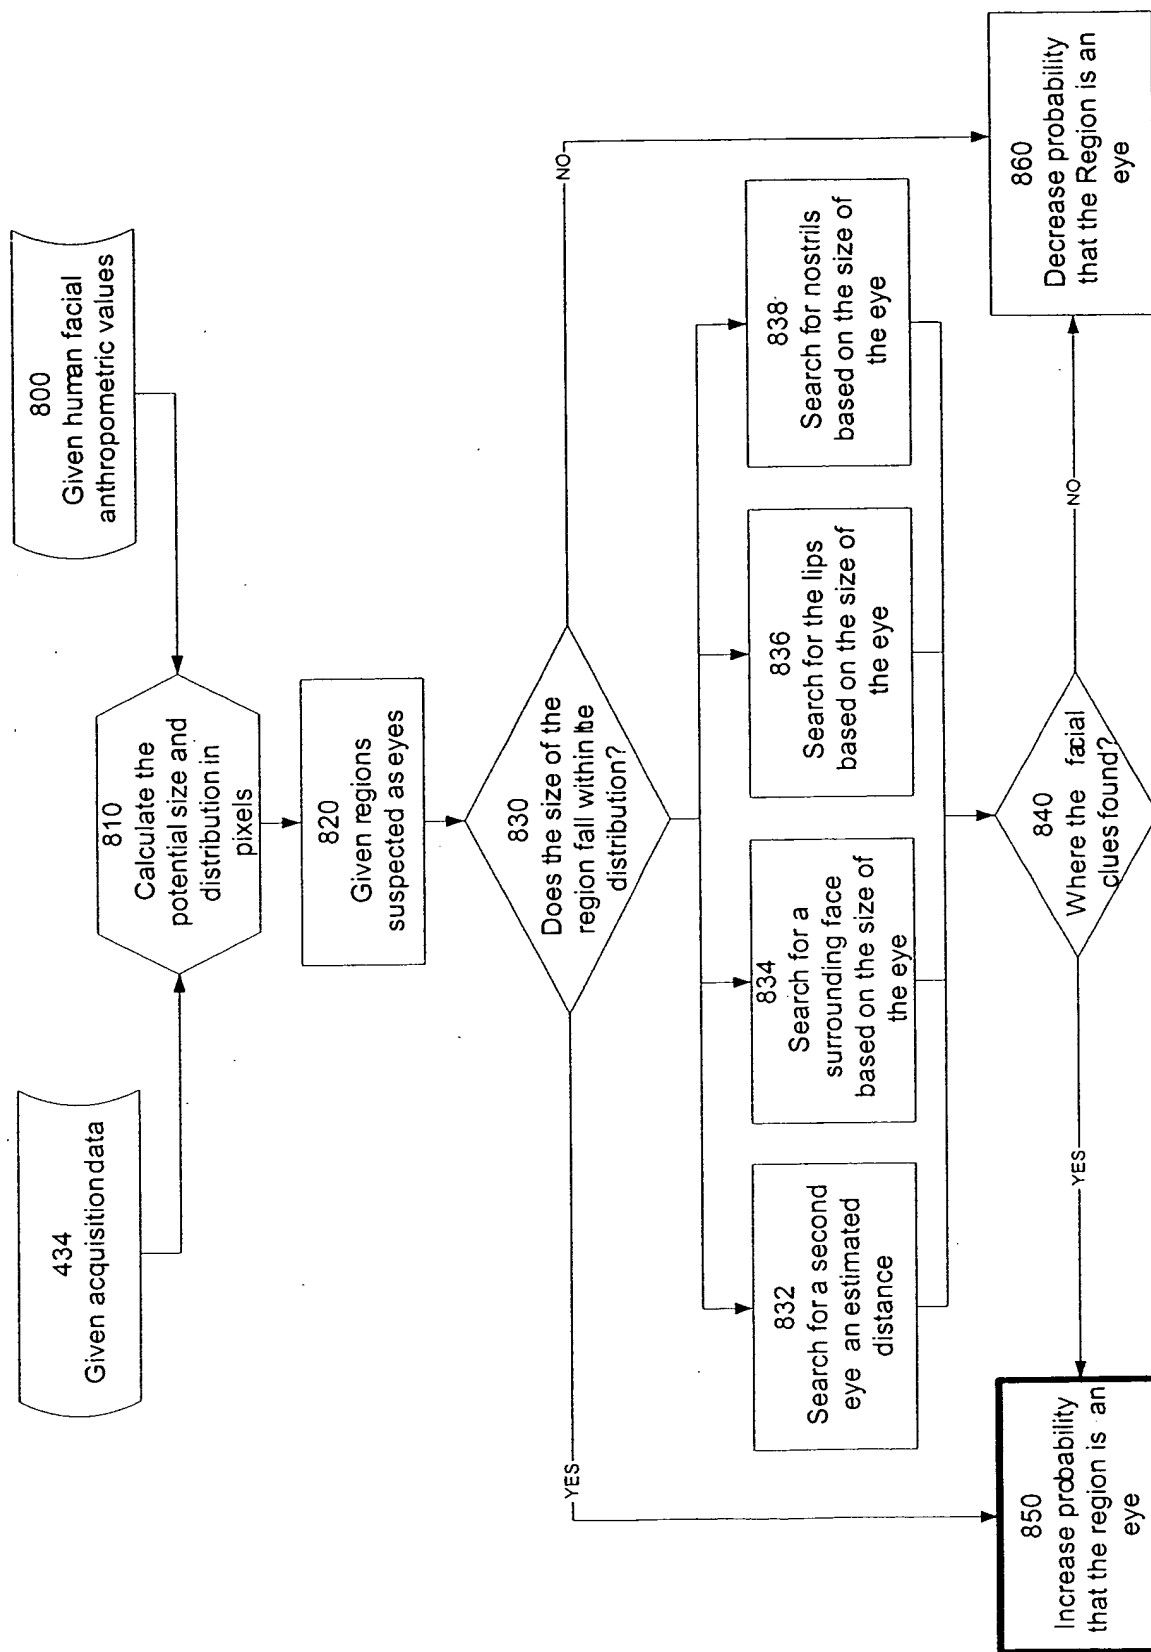 434
Given acquisition data
800
Given human facial
anthropometric values
810
Calculate the
potential size and
distribution in
pixels
820
Given regions
suspected as eyes
830
Does the size of the
region fall within the
distribution?
YES
NO
832
Search for a second
eye an estimated
distance
834
Search for a
surrounding face
based on the size of
the eye
836
Search for the lips
based on the size of
the eye
838
Search for nostrils
based on the size of
the eye
840
Where the facial
clues found?
YES
NO
850
Increase probability
that the region is an
eye
860
Decrease probability
that the Region is an
eye